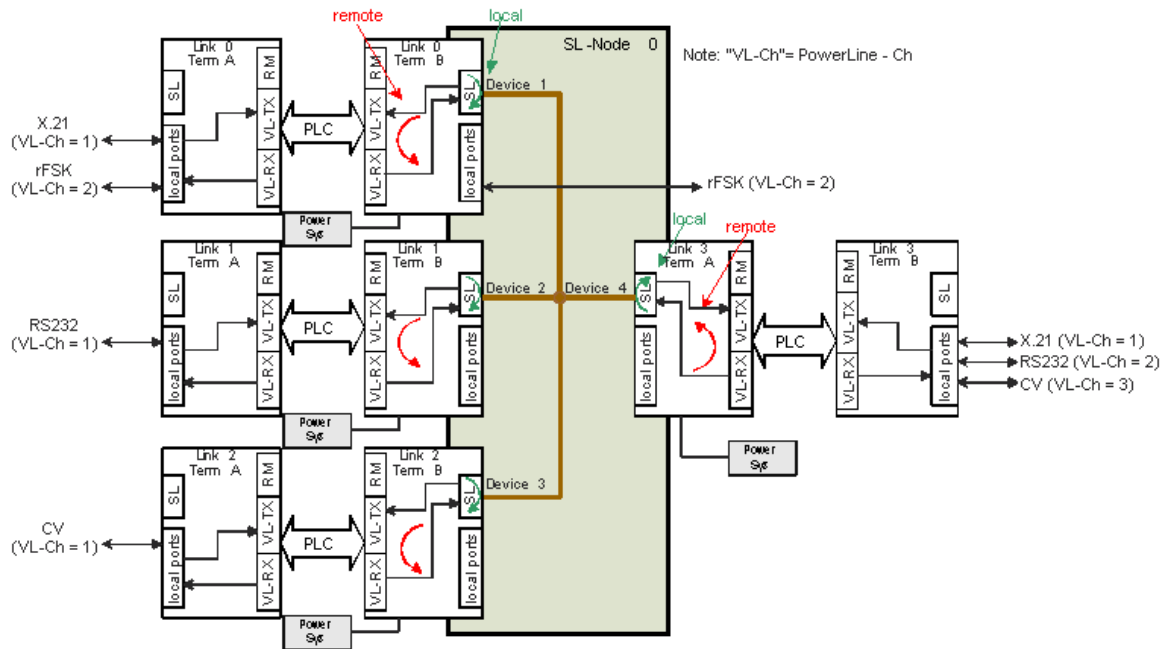 remote
local
SL-Node 0
Note: "VL-Ch"= PowerLine - Ch
Link 0
Term A
SL
local ports
RM
VL-TX
VL-RX
PLC
Link 0
Term B
RM
VL-TX
VL-RX
SL
local ports
Device 1
X.21
(VL-Ch = 1)
rFSK
(VL-Ch = 2)
rFSK (VL-Ch = 2)
Power
Sys
Link 1
Term A
SL
local ports
RM
VL-TX
VL-RX
PLC
Link 1
Term B
RM
VL-TX
VL-RX
SL
local ports
Device 2
Device 4
RS232
(VL-Ch = 1)
Power
Sys
local
remote
Link 3
Term A
SL
local ports
RM
VL-TX
VL-RX
PLC
Link 3
Term B
RM
VL-TX
VL-RX
SL
local ports
X.21 (VL-Ch = 1)
RS232 (VL-Ch = 2)
CV (VL-Ch = 3)
Power
Sys
Link 2
Term A
SL
local ports
RM
VL-TX
VL-RX
PLC
Link 2
Term B
RM
VL-TX
VL-RX
SL
local ports
Device 3
CV
(VL-Ch = 1)
Power
Sys